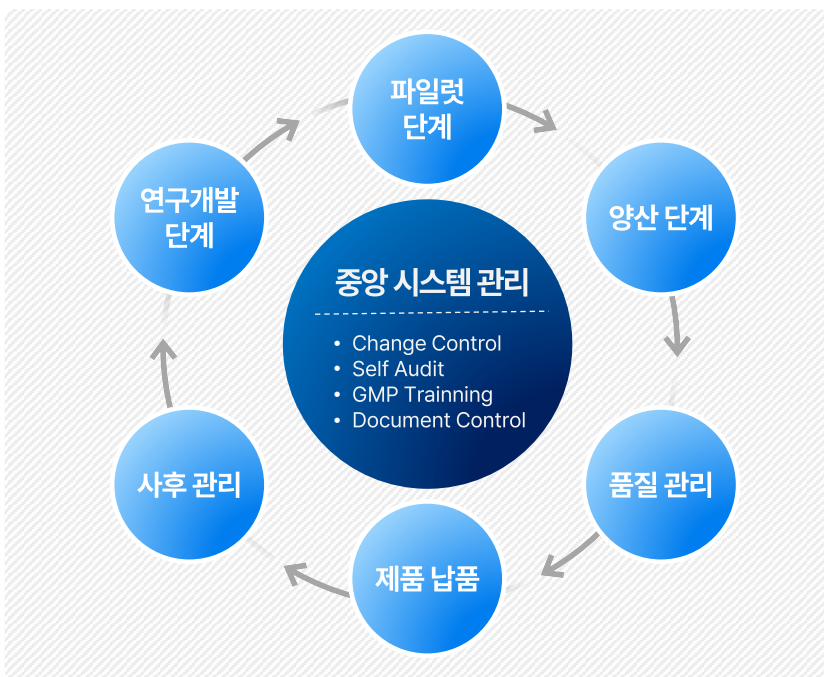 파일럿
단계
연구개발
단계
양산 단계
중앙 시스템 관리
• Change Control
• Self Audit
• GMP Trainning
• Document Control
사후 관리
품질 관리
제품 납품